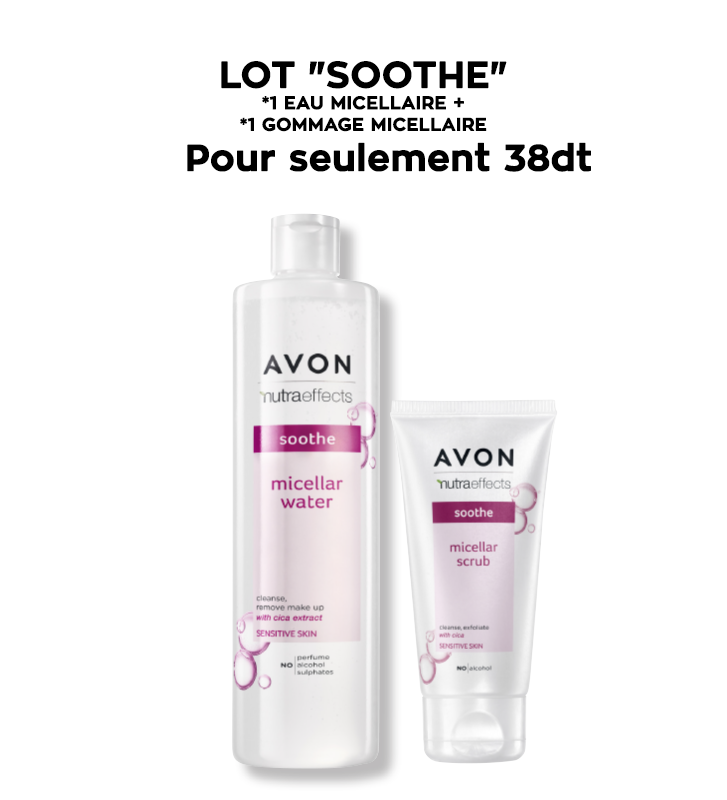 LOT "SOOTHE"
*1 EAU MICELLAIRE +
*1 GOMMAGE MICELLAIRE
Pour seulement 38dt
AVON
nutraeffects
soothe
micellar
water
cleanse,
remove make up
with cica extract
SENSITIVE SKIN
NO perfume
alcohol
sulphates
AVON
nutraeffects
soothe
micellar
scrub
cleanse, exfoliate
with cica
SENSITIVE SKIN
NO alcohol